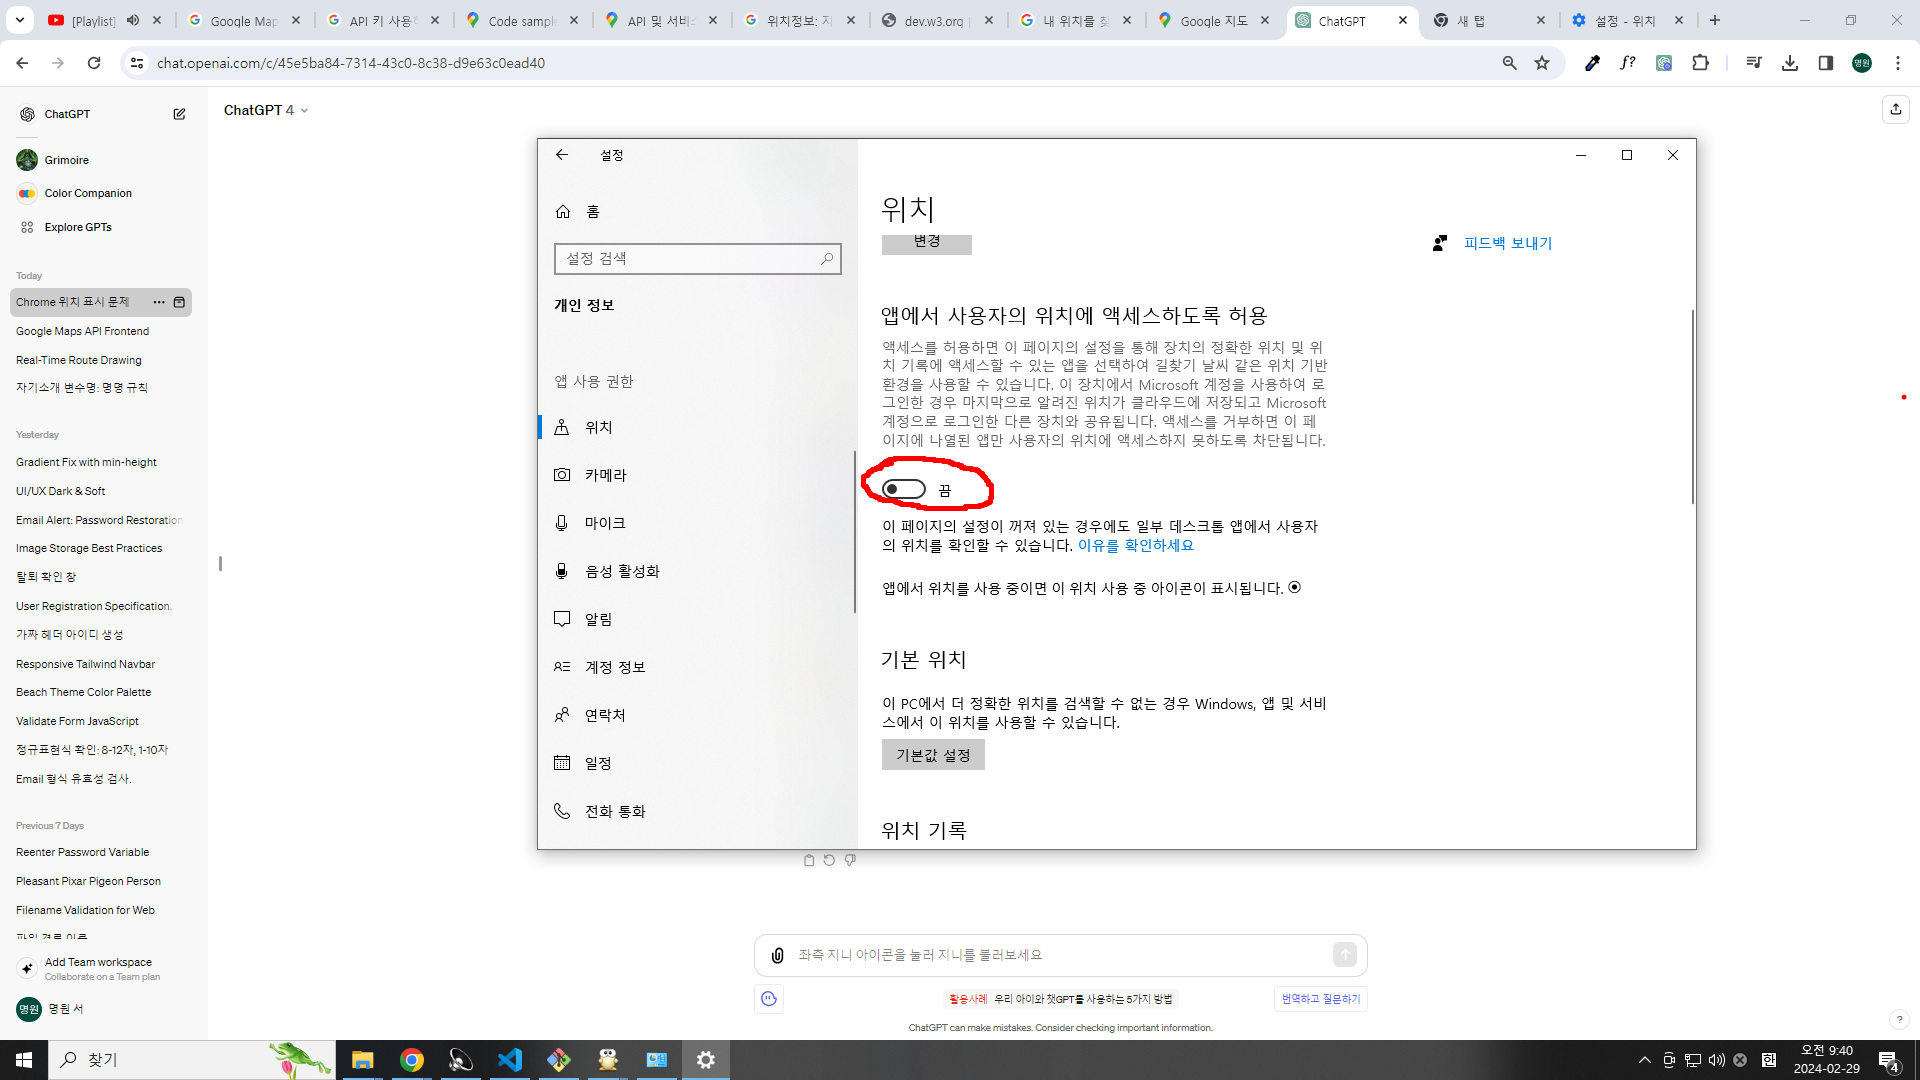 [Playlist]
Google Map
API 키 사용
Code sampl
API 및 서비스
위치정보: 지
dev.w3.org
내 위치를 찾
Google 지도
ChatGPT
새 탭
설정 - 위치
chat.openai.com/c/45e5ba84-7314-43c0-8c38-d9e63c0ead40
f?
명원
ChatGPT
ChatGPT 4
Grimoire
Color Companion
Explore GPTs
Today
Chrome 위치 표시 문제
Google Maps API Frontend
Real-Time Route Drawing
자기소개 변수명: 명명 규칙
Yesterday
Gradient Fix with min-height
UI/UX Dark & Soft
Email Alert: Password Restoration
Image Storage Best Practices
탈퇴 확인 창
User Registration Specification.
가짜 헤더 아이디 생성
Responsive Tailwind Navbar
Beach Theme Color Palette
Validate Form JavaScript
정규표현식 확인: 8-12자, 1-10자
Email 형식 유효성 검사.
Previous 7 Days
Reenter Password Variable
Pleasant Pixar Pigeon Person
Filename Validation for Web
파일 경로 이름
Add Team workspace
Collaborate on a Team plan
명원
명원 서
설정
홈
설정 검색
개인 정보
앱 사용 권한
위치
카메라
마이크
음성 활성화
알림
계정 정보
연락처
일정
전화 통화
위치
변경
피드백 보내기
앱에서 사용자의 위치에 액세스하도록 허용
액세스를 허용하면 이 페이지의 설정을 통해 장치의 정확한 위치 및 위
치 기록에 액세스할 수 있는 앱을 선택하여 길찾기 날씨 같은 위치 기반
환경을 사용할 수 있습니다. 이 장치에서 Microsoft 계정을 사용하여 로
그인한 경우 마지막으로 알려진 위치가 클라우드에 저장되고 Microsoft
계정으로 로그인한 다른 장치와 공유됩니다. 액세스를 거부하면 이 페
이지에 나열된 앱만 사용자의 위치에 액세스하지 못하도록 차단됩니다.
끔
이 페이지의 설정이 꺼져 있는 경우에도 일부 데스크톱 앱에서 사용자
의 위치를 확인할 수 있습니다. 이유를 확인하세요
앱에서 위치를 사용 중이면 이 위치 사용 중 아이콘이 표시됩니다.
기본 위치
이 PC에서 더 정확한 위치를 검색할 수 없는 경우 Windows, 앱 및 서비
스에서 이 위치를 사용할 수 있습니다.
기본값 설정
위치 기록
좌측 지니 아이콘을 눌러 지니를 불러보세요
활용사례 우리 아이와 챗GPT를 사용하는 5가지 방법
번역하고 질문하기
ChatGPT can make mistakes. Consider checking important information.
?
찾기
한
오전 9:40
2024-02-29
4